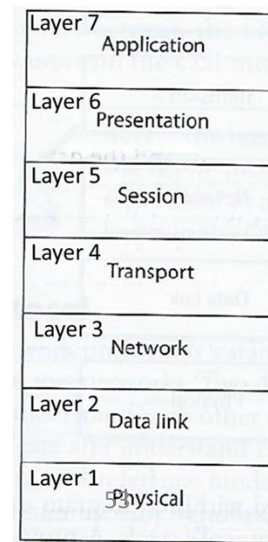 Layer 7
Application
Layer 6
Presentation
Layer 5
Session
Layer 4
Transport
Layer 3
Network
Layer 2
Data link
Layer 1
Physical
53